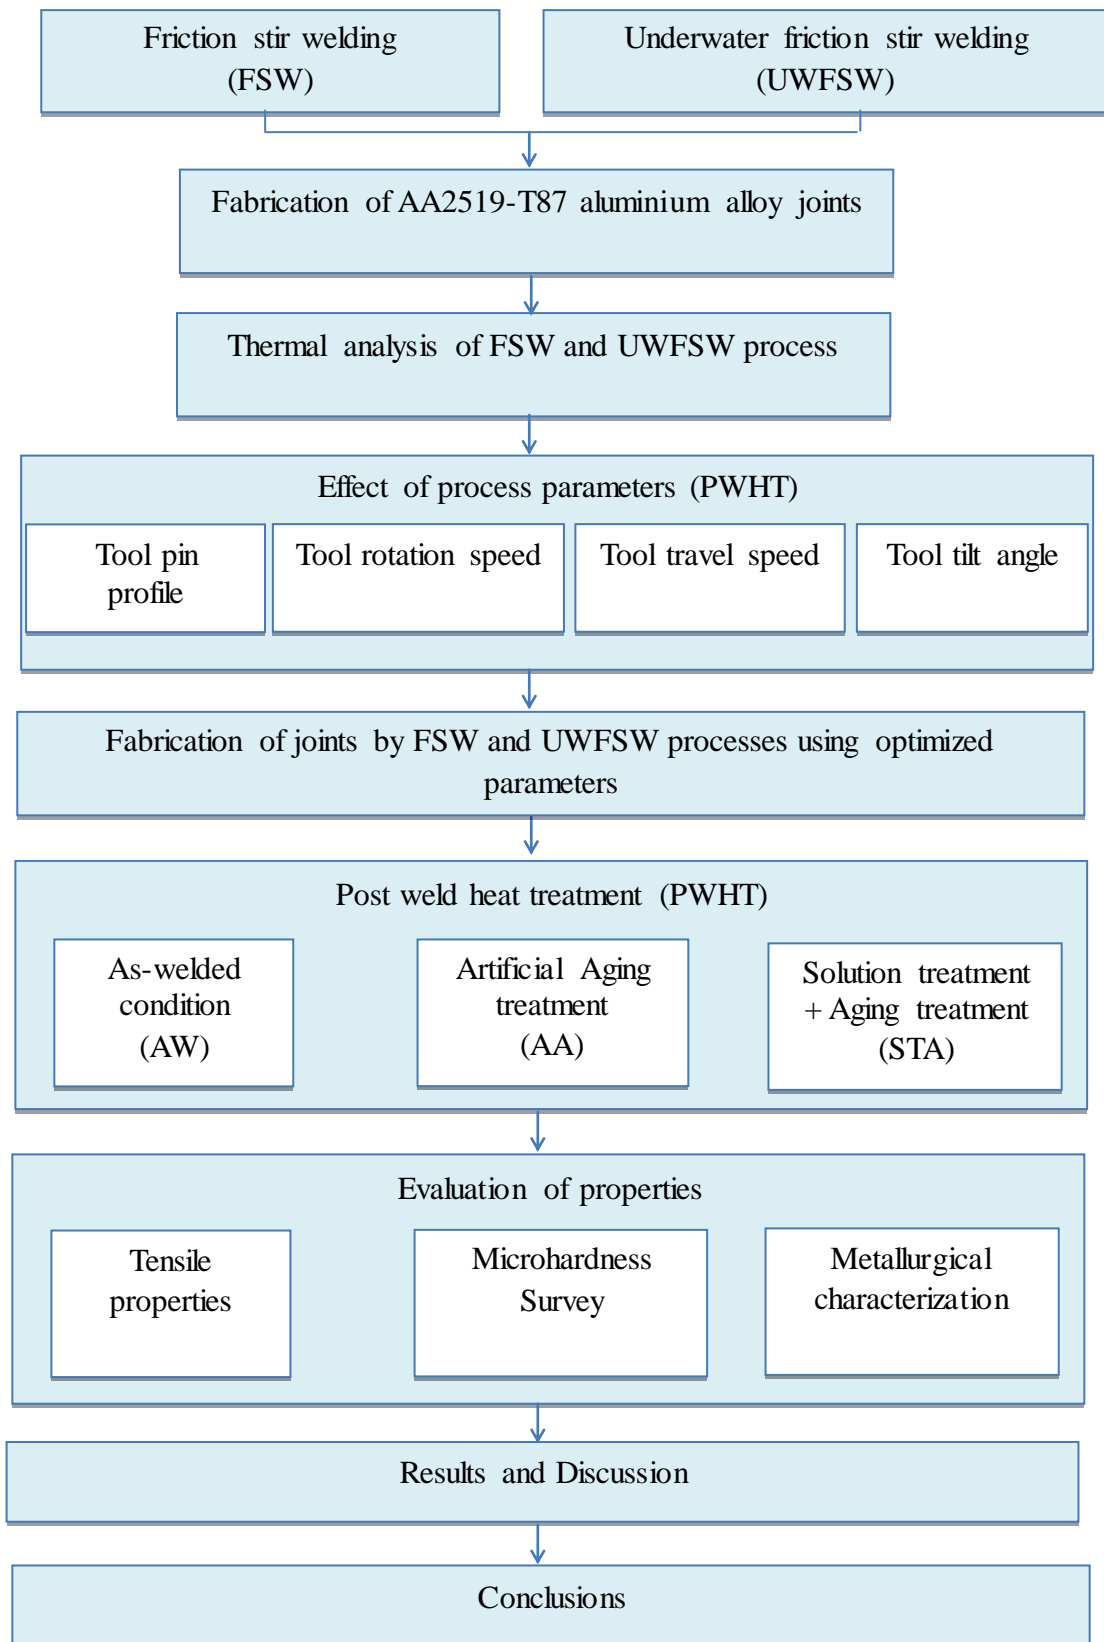 Friction stir welding
(FSW)
Underwater friction stir welding
(UWFSW)
Fabrication of AA2519-T87 aluminium alloy joints
Thermal analysis of FSW and UWFSW process
Effect of process parameters (PWHT)
Tool pin
profile
Tool rotation speed
Tool travel speed
Tool tilt angle
Fabrication of joints by FSW and UWFSW processes using optimized
parameters
Post weld heat treatment (PWHT)
As-welded
condition
(AW)
Artificial Aging
treatment
(AA)
Solution treatment
+ Aging treatment
(STA)
Evaluation of properties
Tensile
properties
Microhardness
Survey
Metallurgical
characterization
Results and Discussion
Conclusions